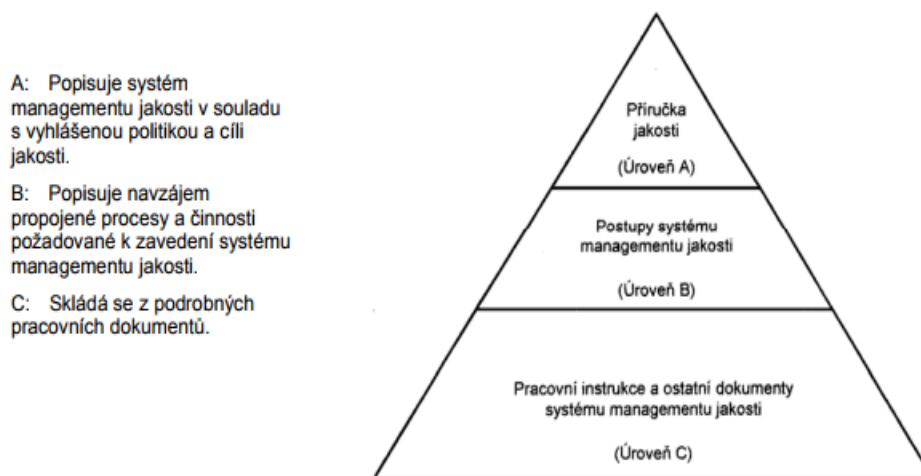 A: Popisuje systém
managementu jakosti v souladu
s vyhlášenou politikou a cíli
jakosti.
B: Popisuje navzájem
propojené procesy a činnosti
požadované k zavedení systému
managementu jakosti.
C: Skládá se z podrobných
pracovních dokumentů.
Příručka
jakosti
(Úroveň A)
Postupy systému
managementu jakosti
(Úroveň B)
Pracovní instrukce a ostatní dokumenty
systému managementu jakosti
(Úroveň C)